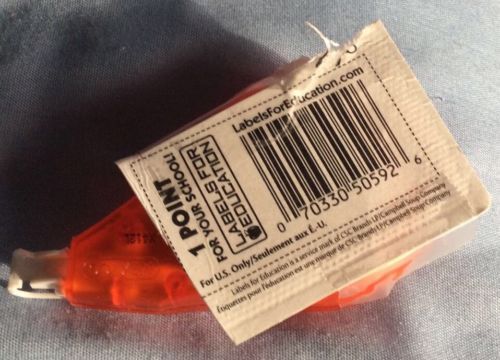 LabelsForEducation.com
1 POINT
FOR YOUR SCHOOL!
LABELS FOR
EDUCATION
0 70330 50592 6
For U.S. Only/Seulement aux É.-U.
Labels for Education is a service mark of CSC Brands LP/Campbell Soup Company
Étiquettes pour l'éducation est une marque de CSC Brands LP/Campbell Soup Company